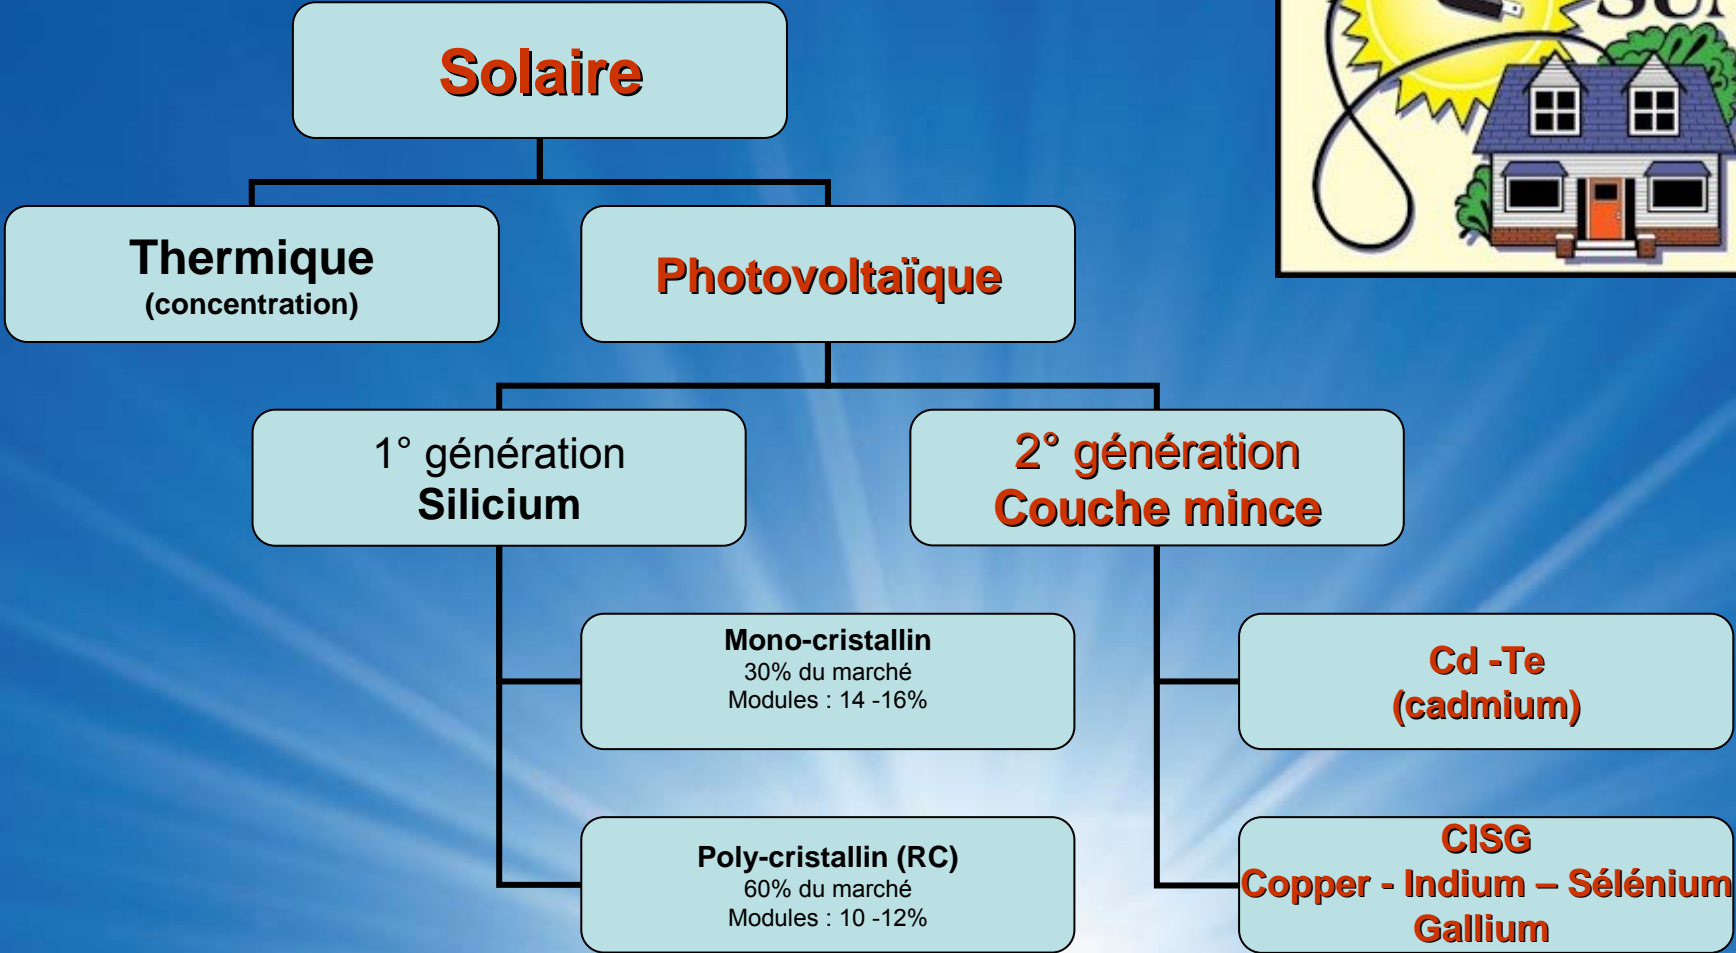 Solaire
Thermique
(concentration)
Photovoltaïque
1° génération
Silicium
2° génération
Couche mince
Mono-cristallin
30% du marché
Modules : 14 -16%
Cd -Te
(cadmium)
Poly-cristallin (RC)
60% du marché
Modules : 10 -12%
CISG
Copper - Indium – Sélénium
Gallium